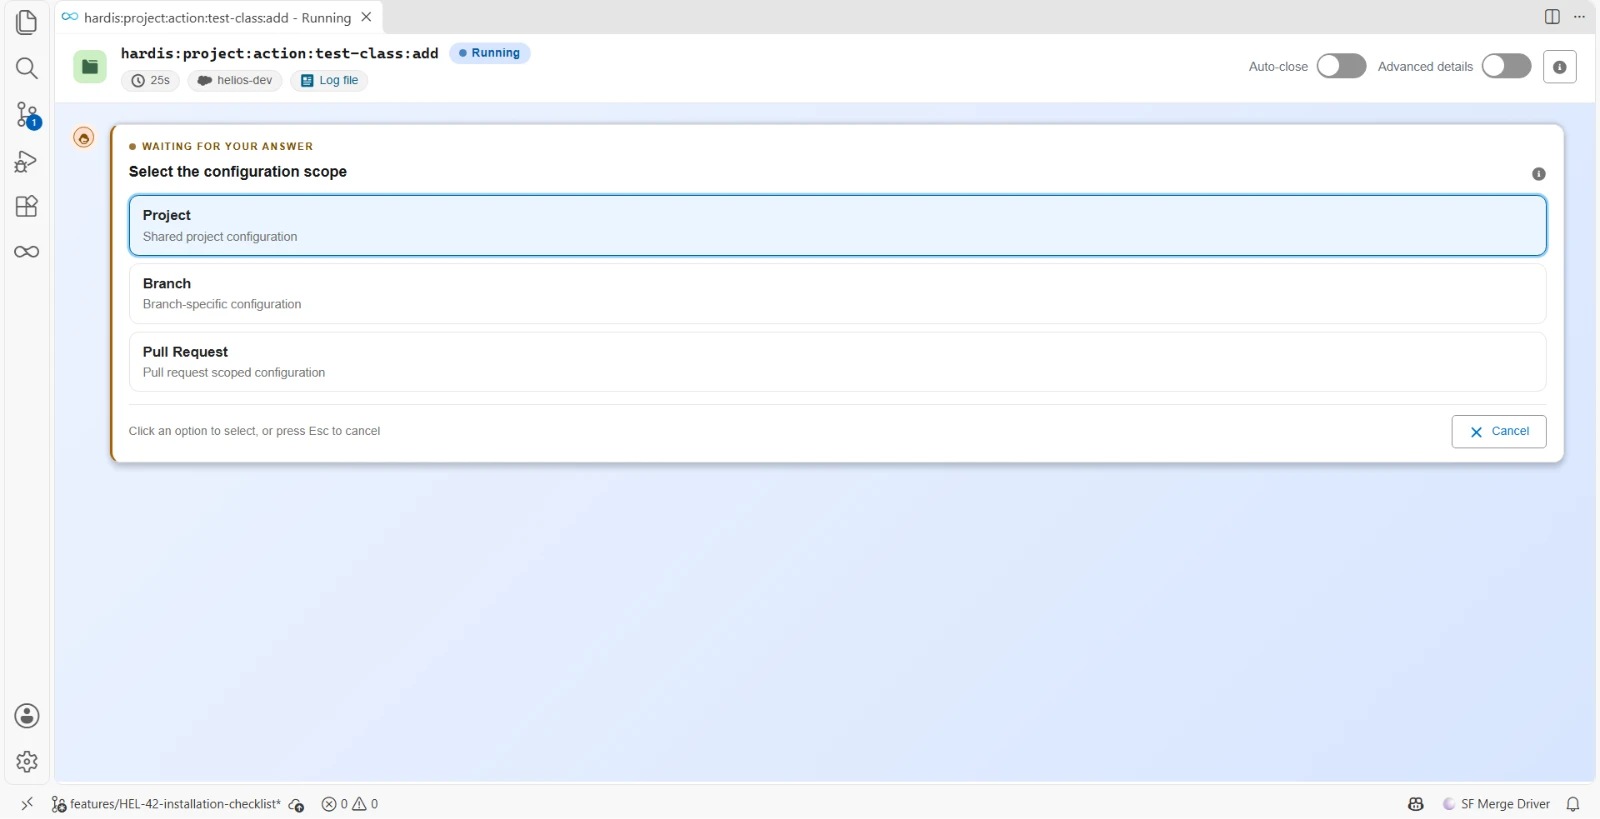 hardis:project:action:test-class:add - Running
hardis:project:action:test-class:add
Running
25s
helios-dev
Log file
Auto-close
Advanced details
1
WAITING FOR YOUR ANSWER
Select the configuration scope
Project
Shared project configuration
Branch
Branch-specific configuration
Pull Request
Pull request scoped configuration
Click an option to select, or press Esc to cancel
Cancel
features/HEL-42-installation-checklist*
0
0
SF Merge Driver